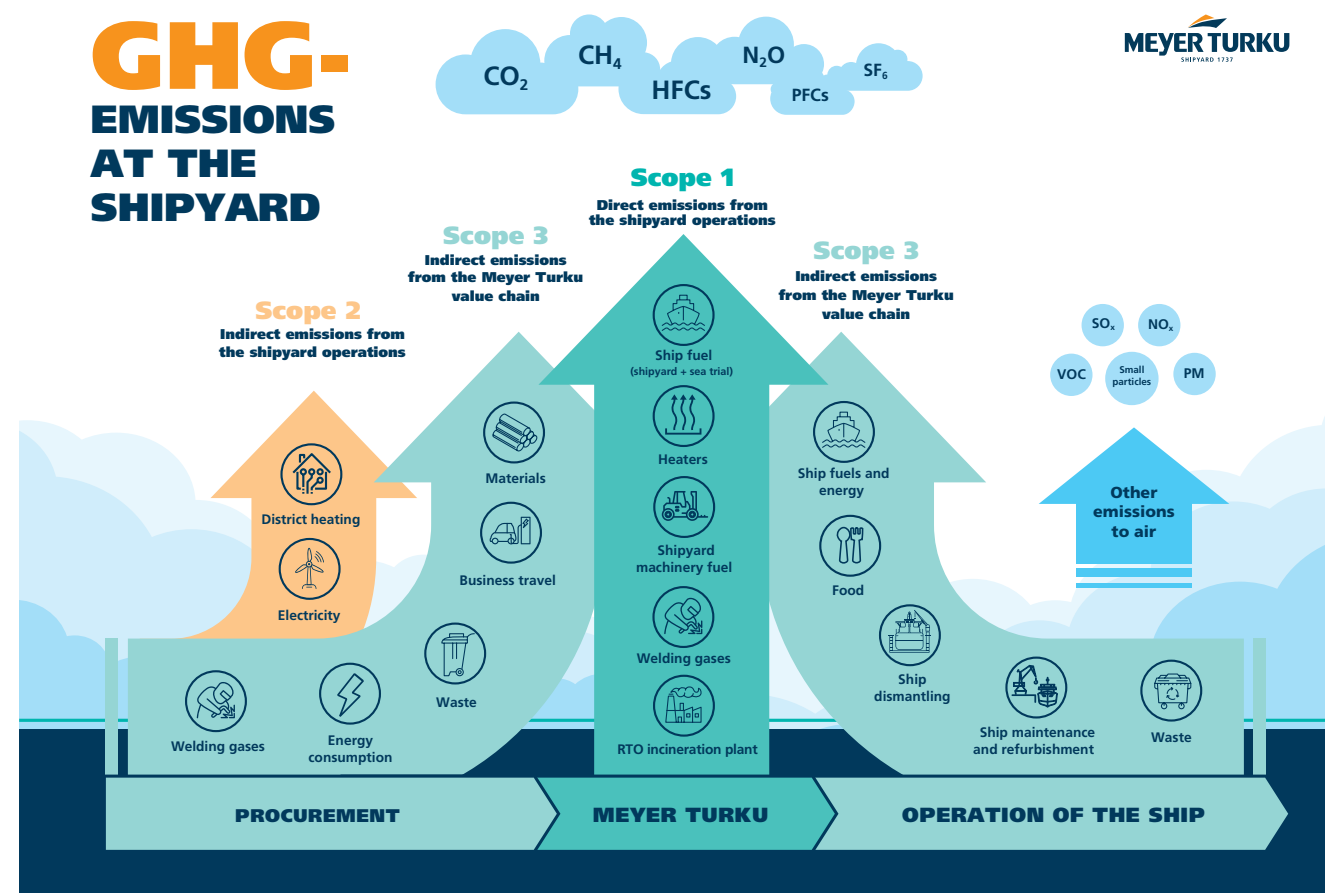 GHG-
EMISSIONS
AT THE
SHIPYARD
CO₂
CH₄
HFCs
N₂O
PFCs
SF₆
MEYER TURKU
SHIPYARD 1737
Scope 1
Direct emissions from
the shipyard operations
Scope 3
Indirect emissions
from the Meyer Turku
value chain
Scope 3
Indirect emissions
from the Meyer Turku
value chain
Scope 2
Indirect emissions from
the shipyard operations
District heating
Electricity
Materials
Business travel
Waste
Welding gases
Energy
consumption
Ship fuel
(shipyard + sea trial)
Heaters
Shipyard
machinery fuel
Welding gases
RTO incineration plant
Ship fuels and
energy
Food
Ship
dismantling
Ship maintenance
and refurbishment
Waste
SOₓ
NOₓ
VOC
Small
particles
PM
Other
emissions
to air
PROCUREMENT
MEYER TURKU
OPERATION OF THE SHIP